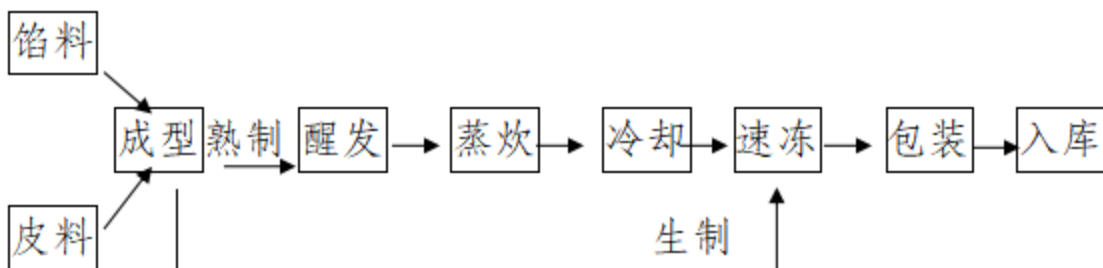 馅料
成型 熟制 醒发 蒸炊 冷却 速冻 包装 入库
皮料
生制